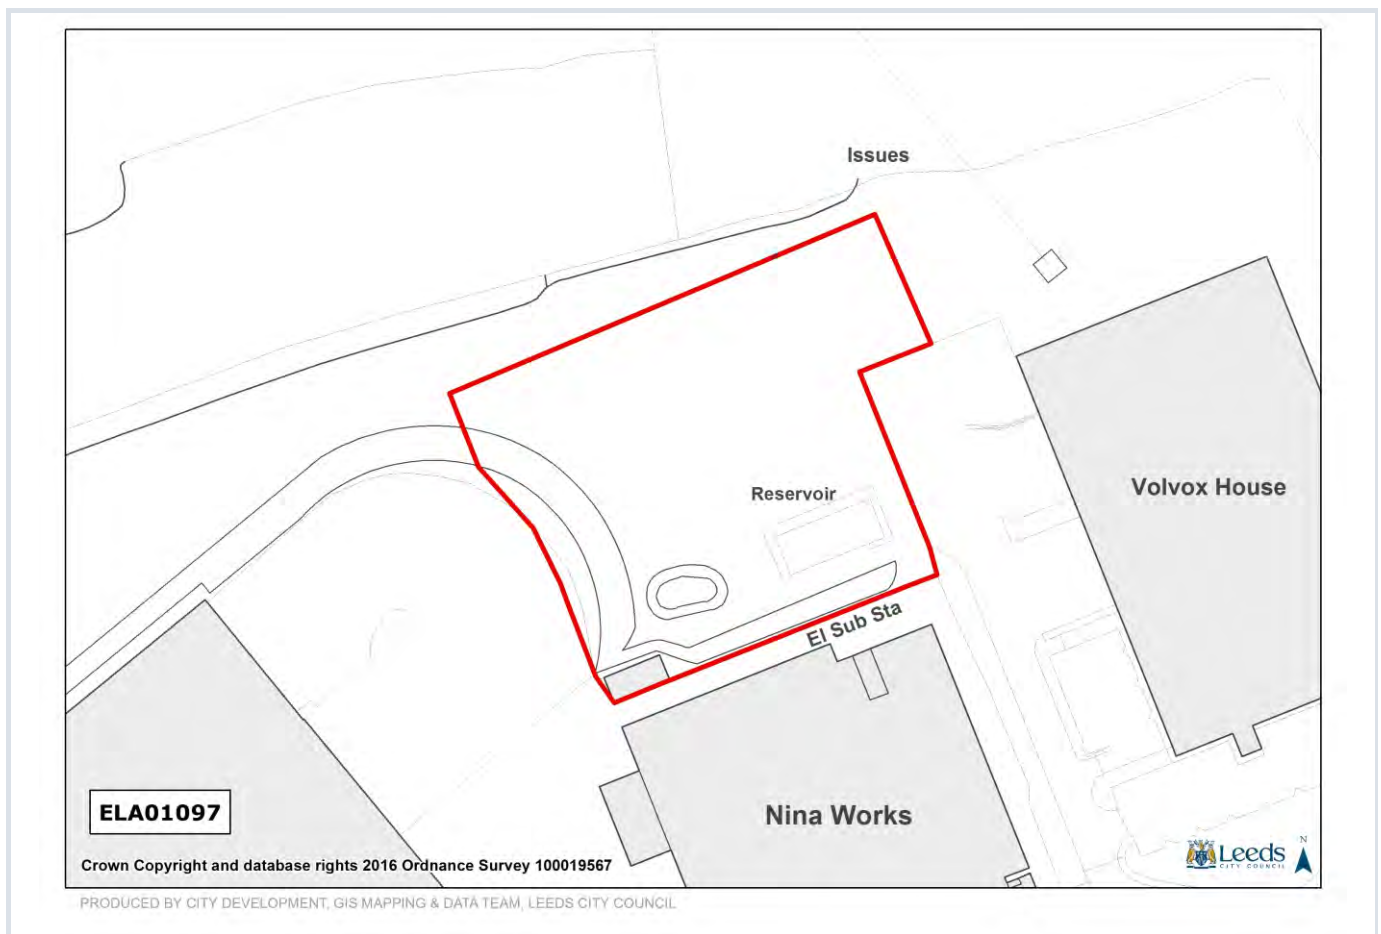 Issues
Reservoir
Volvox House
El Sub Sta
Nina Works
ELA01097
Crown Copyright and database rights 2016 Ordnance Survey 100019567
Leeds
CITY COUNCIL
N
PRODUCED BY CITY DEVELOPMENT, GIS MAPPING & DATA TEAM, LEEDS CITY COUNCIL